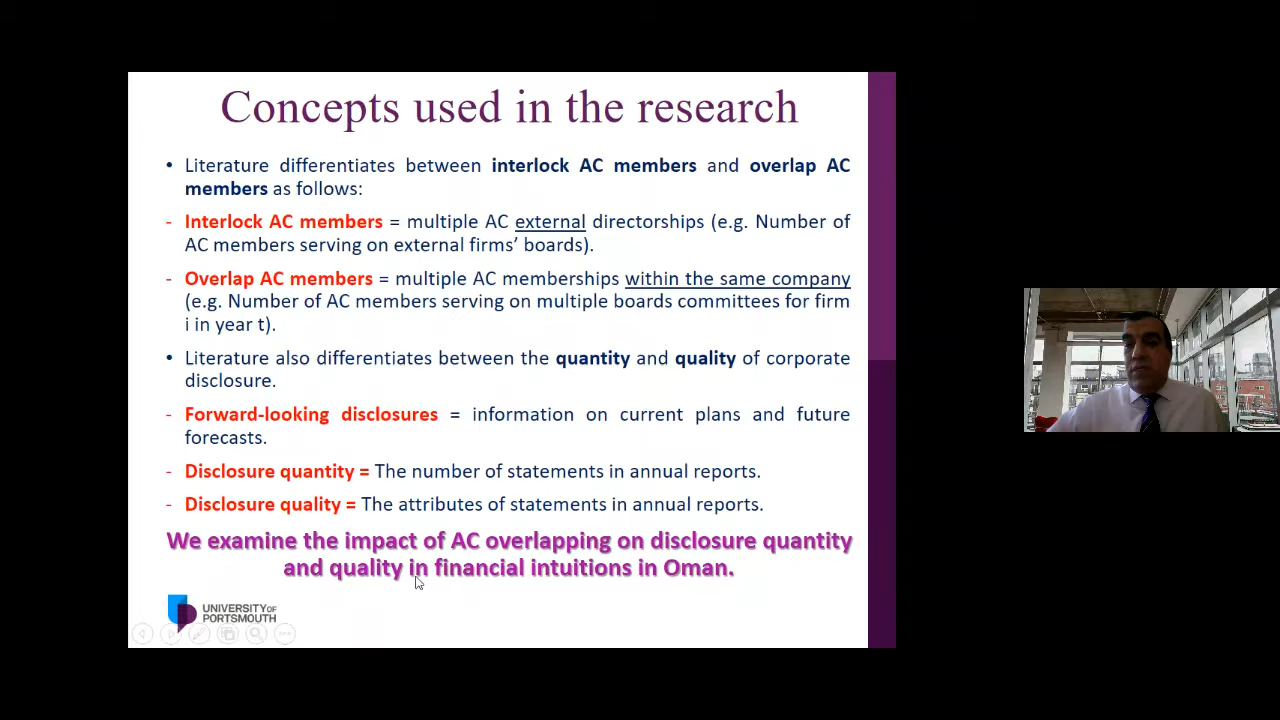 Concepts used in the research
• Literature differentiates between interlock AC members and overlap AC
members as follows:
- Interlock AC members = multiple AC external directorships (e.g. Number of
AC members serving on external firms' boards).
- Overlap AC members = multiple AC memberships within the same company
(e.g. Number of AC members serving on multiple boards committees for firm
i in year t).
• Literature also differentiates between the quantity and quality of corporate
disclosure.
- Forward-looking disclosures = information on current plans and future
forecasts.
- Disclosure quantity = The number of statements in annual reports.
- Disclosure quality = The attributes of statements in annual reports.
We examine the impact of AC overlapping on disclosure quantity
and quality in financial intuitions in Oman.
UNIVERSITY OF
PORTSMOUTH